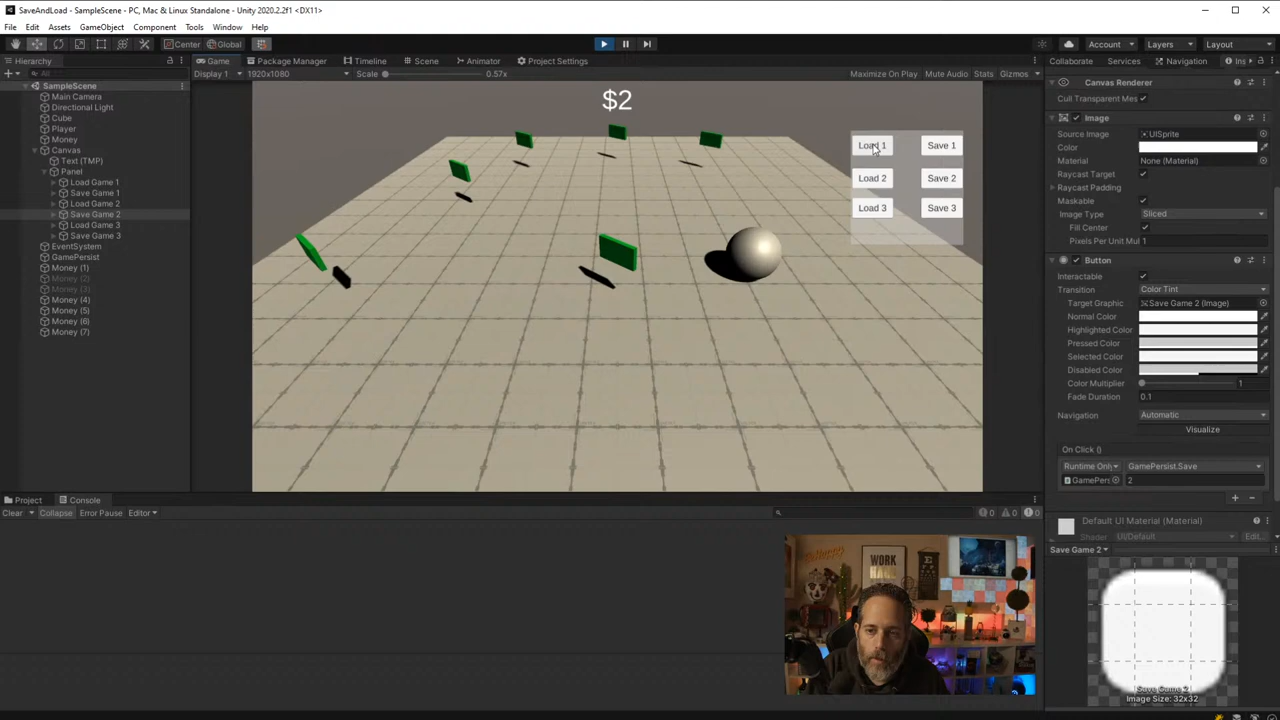 SaveAndLoad - SampleScene - PC, Mac & Linux Standalone - Unity 2020.2.2f1 <DX11>
File Edit Assets GameObject Component Tools Window Help
Center Global Account Layers Layout
Hierarchy Game Package Manager Timeline Scene Animator Project Settings Collaborate Services Navigation Ins
All Display 1 1920x1080 Scale 0.57x Maximize On Play Mute Audio Stats Gizmos
SampleScene
Main Camera
Directional Light
Cube
Player
Money
Canvas
Text (TMP)
Panel
Load Game 1
Save Game 1
Load Game 2
Save Game 2
Load Game 3
Save Game 3
EventSystem
GamePersist
Money (1)
Money (2)
Money (3)
Money (4)
Money (5)
Money (6)
Money (7)
$2
Load 1 Save 1
Load 2 Save 2
Load 3 Save 3
Canvas Renderer
Cull Transparent Mes
Image
Source Image UISprite
Color
Material None (Material)
Raycast Target
Raycast Padding
Maskable
Image Type Sliced
Fill Center
Pixels Per Unit Mul 1
Button
Interactable
Transition Color Tint
Target Graphic Save Game 2 (Image)
Normal Color
Highlighted Color
Pressed Color
Selected Color
Disabled Color
Color Multiplier 1
Fade Duration 0.1
Navigation Automatic
Visualize
On Click ()
Runtime Only GamePersist.Save
GamePers 2
Default UI Material (Material)
Shader UI/Default Edit...
Save Game 2
Save Game 2
Image Size: 32x32
Project Console
Clear Collapse Error Pause Editor 0 0 0
WORK
HARD